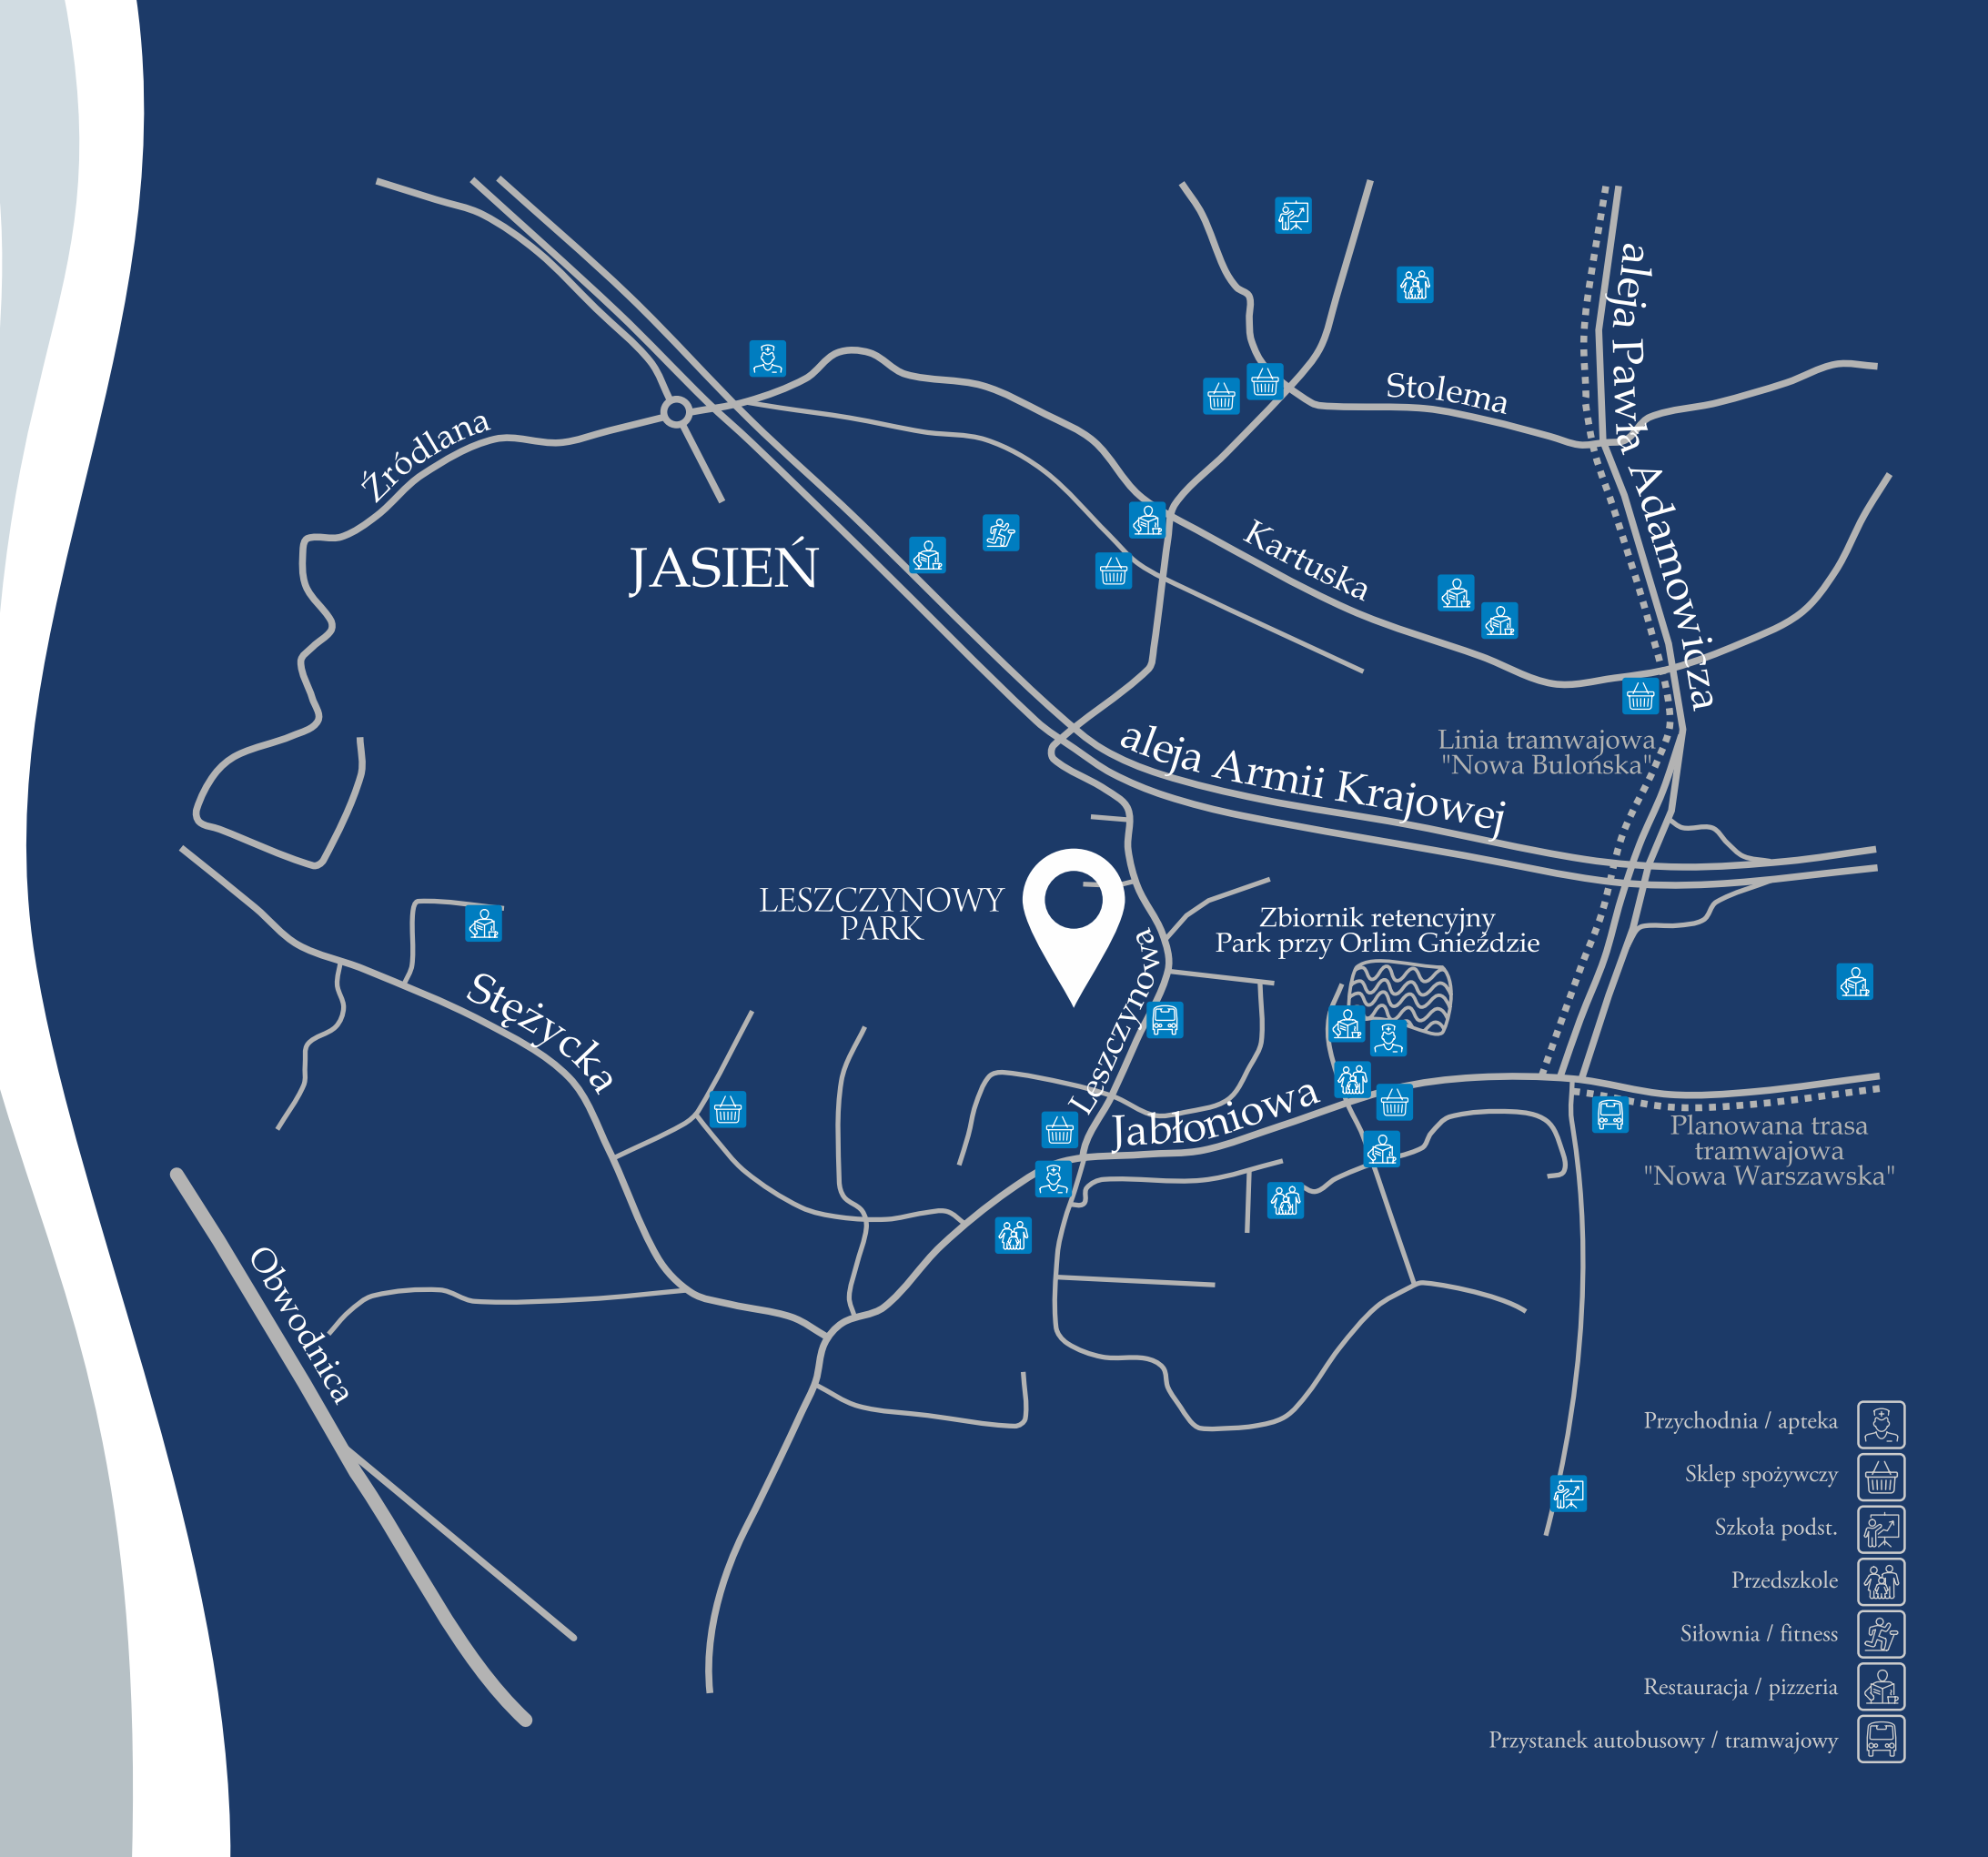 aleja Pawła Adamowicza
Stolema
Źródlana
Kartuska
JASIEŃ
aleja Armii Krajowej
Linia tramwajowa
"Nowa Bulońska"
LESZCZYNOWY
PARK
Zbiornik retencyjny
Park przy Orlim Gnieździe
Leszczynowa
Stężycka
Jabłoniowa
Planowana trasa
tramwajowa
"Nowa Warszawska"
Obwodnica
Przychodnia / apteka
Sklep spożywczy
Szkoła podst.
Przedszkole
Siłownia / fitness
Restauracja / pizzeria
Przystanek autobusowy / tramwajowy